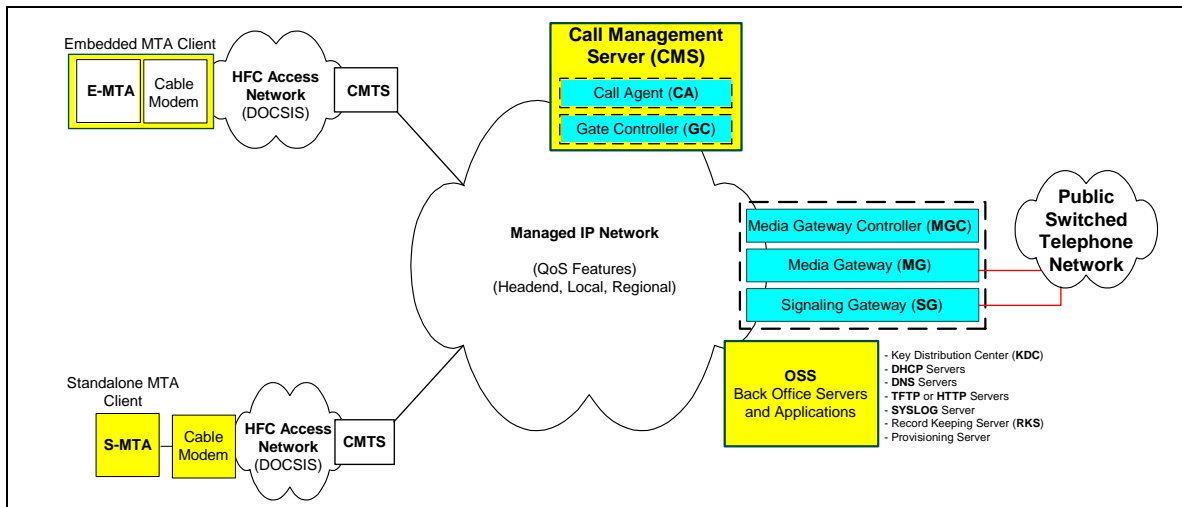 Embedded MTA Client
E-MTA
Cable
Modem
HFC Access
Network
(DOCSIS)
CMTS
Call Management
Server (CMS)
Call Agent (CA)
Gate Controller (GC)
Managed IP Network
(QoS Features)
(Headend, Local, Regional)
Media Gateway Controller (MGC)
Media Gateway (MG)
Signaling Gateway (SG)
Public
Switched
Telephone
Network
OSS
Back Office Servers
and Applications
- Key Distribution Center (KDC)
- DHCP Servers
- DNS Servers
- TFTP or HTTP Servers
- SYSLOG Server
- Record Keeping Server (RKS)
- Provisioning Server
Standalone MTA
Client
S-MTA
Cable
Modem
HFC Access
Network
(DOCSIS)
CMTS